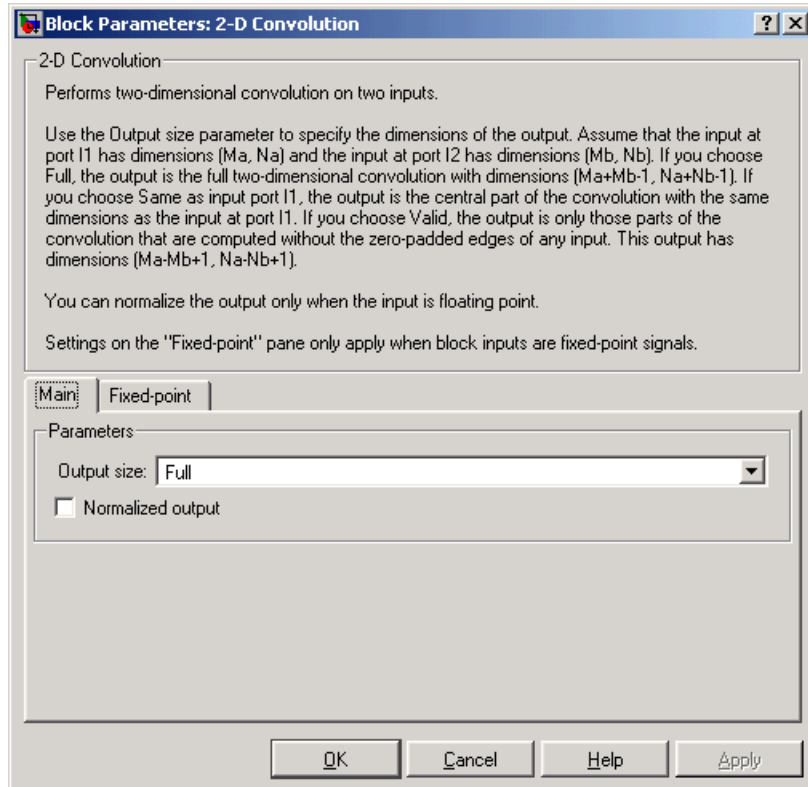 Block Parameters: 2-D Convolution
2-D Convolution
Performs two-dimensional convolution on two inputs.
Use the Output size parameter to specify the dimensions of the output. Assume that the input at
port I1 has dimensions (Ma, Na) and the input at port I2 has dimensions (Mb, Nb). If you choose
Full, the output is the full two-dimensional convolution with dimensions (Ma+Mb-1, Na+Nb-1). If
you choose Same as input port I1, the output is the central part of the convolution with the same
dimensions as the input at port I1. If you choose Valid, the output is only those parts of the
convolution that are computed without the zero-padded edges of any input. This output has
dimensions (Ma-Mb+1, Na-Nb+1).
You can normalize the output only when the input is floating point.
Settings on the "Fixed-point" pane only apply when block inputs are fixed-point signals.
Main Fixed-point
Parameters
Output size: Full
Normalized output
OK Cancel Help Apply